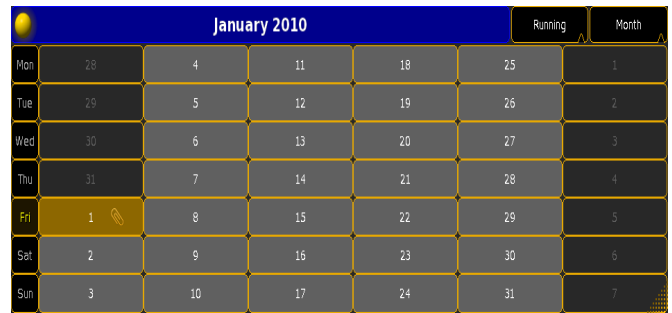 January 2010 Running Month
Mon 28 4 11 18 25 1
Tue 29 5 12 19 26 2
Wed 30 6 13 20 27 3
Thu 31 7 14 21 28 4
Fri 1 8 15 22 29 5
Sat 2 9 16 23 30 6
Sun 3 10 17 24 31 7